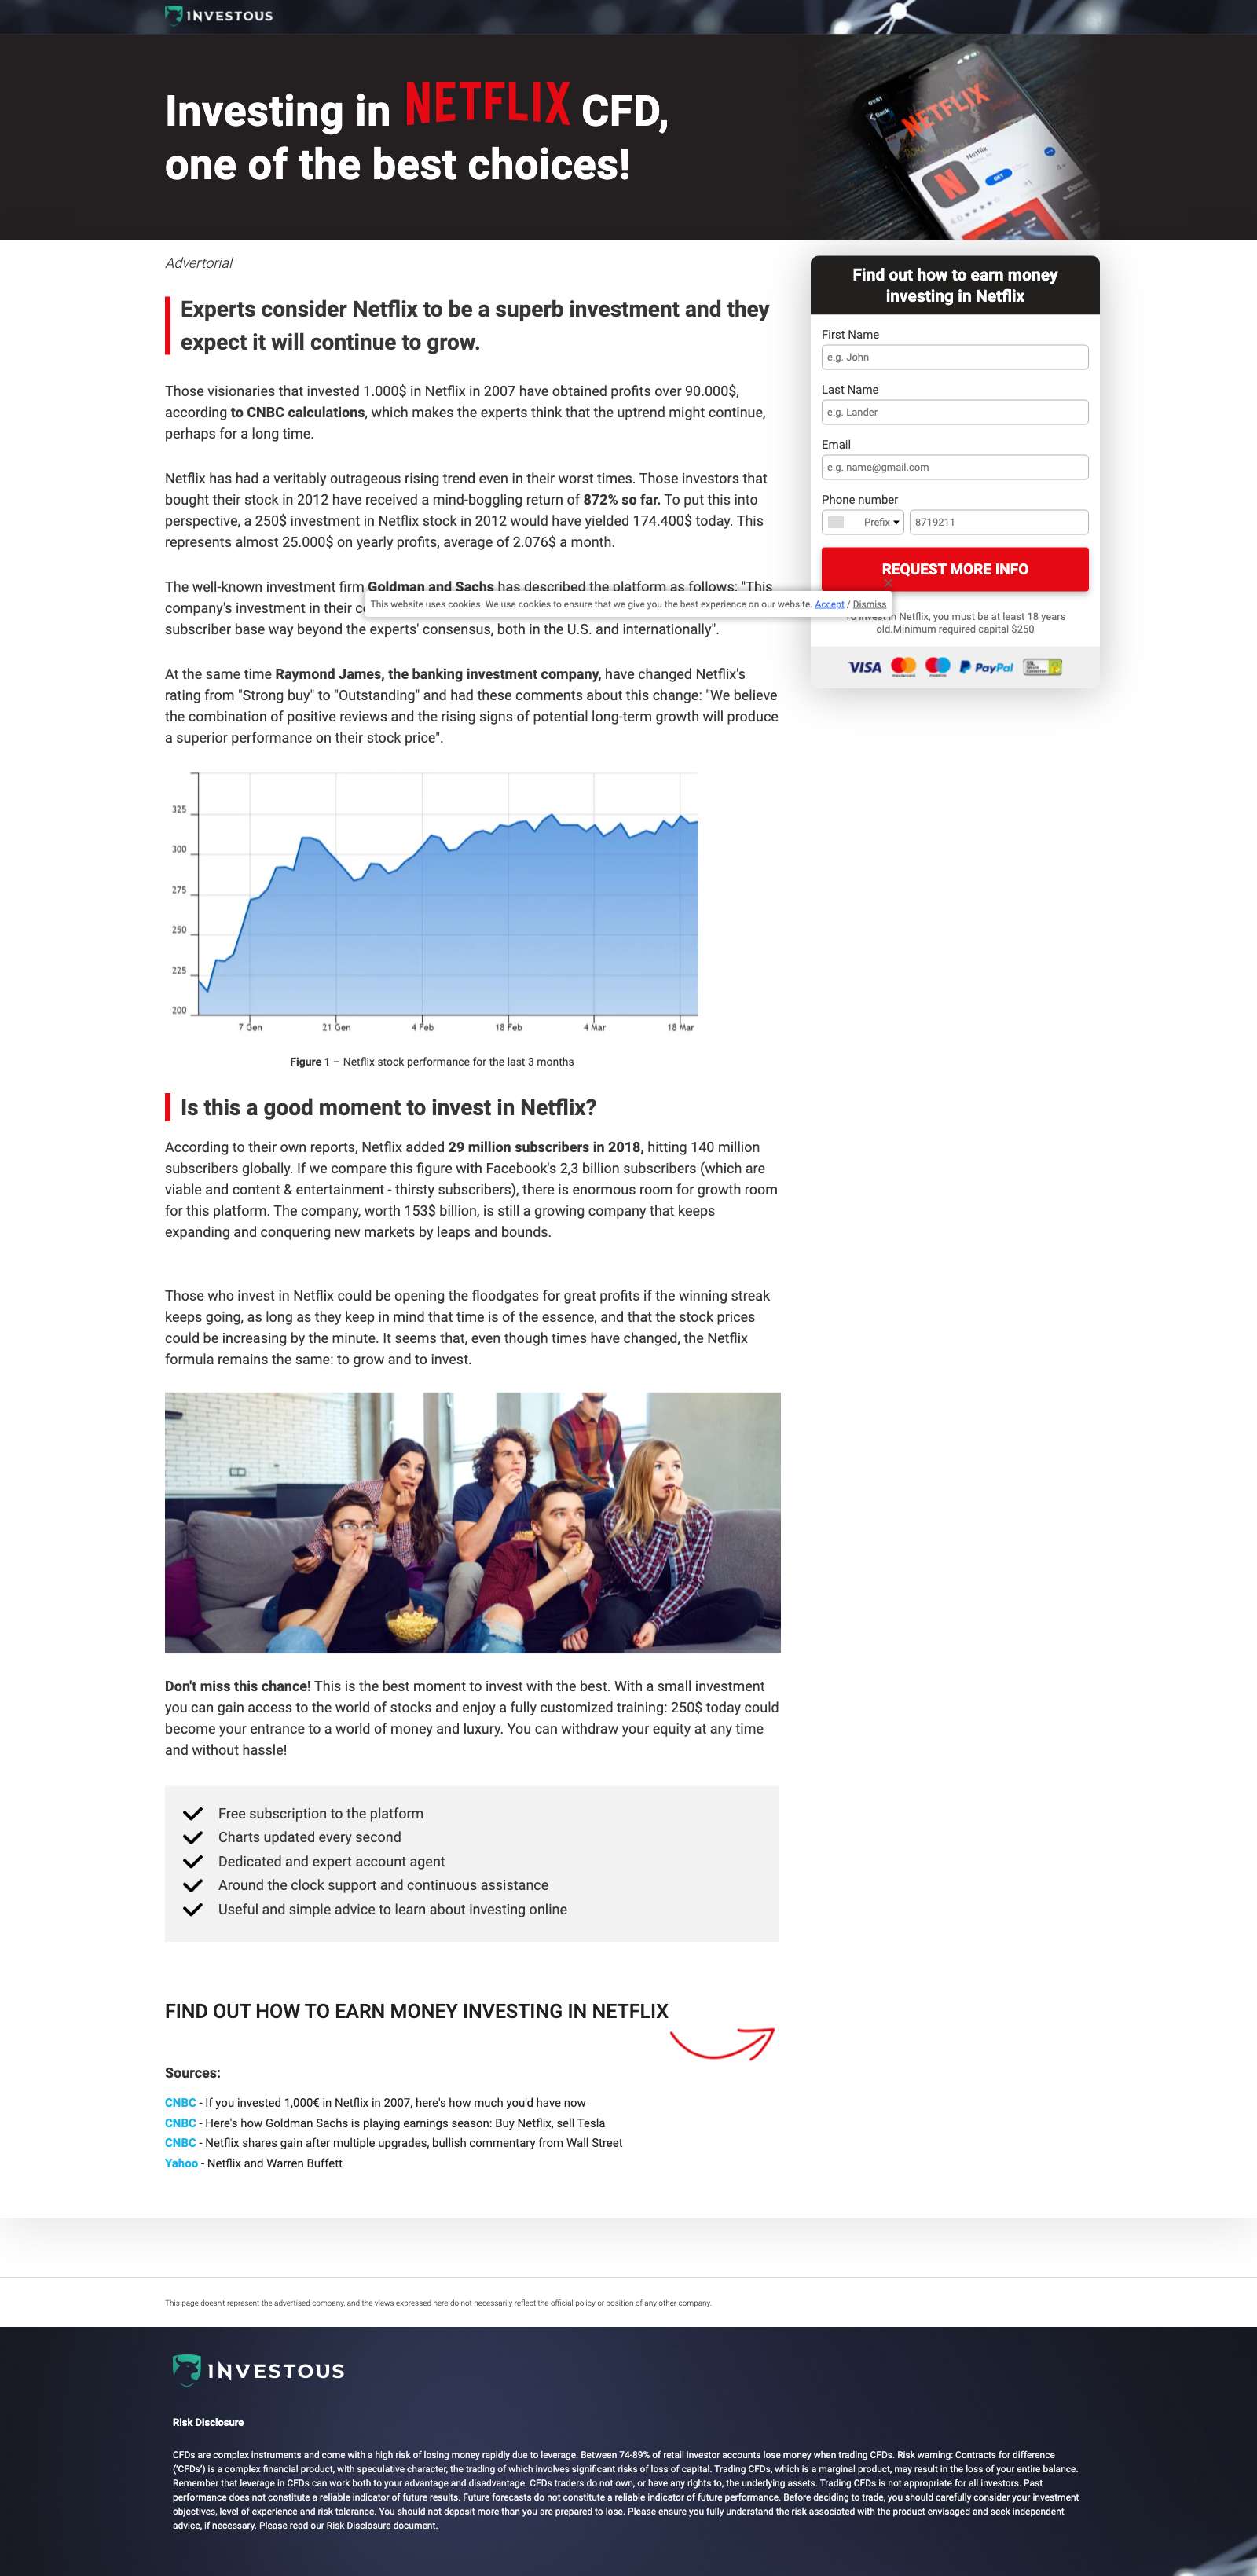 INVESTOUS
Investing in NETFLIX CFD,
one of the best choices!
NETFLIX
Netflix
GET
Advertorial
Experts consider Netflix to be a superb investment and they
expect it will continue to grow.
Those visionaries that invested 1.000$ in Netflix in 2007 have obtained profits over 90.000$,
according to CNBC calculations, which makes the experts think that the uptrend might continue,
perhaps for a long time.
Netflix has had a veritably outrageous rising trend even in their worst times. Those investors that
bought their stock in 2012 have received a mind-boggling return of 872% so far. To put this into
perspective, a 250$ investment in Netflix stock in 2012 would have yielded 174.400$ today. This
represents almost 25.000$ on yearly profits, average of 2.076$ a month.
The well-known investment firm Goldman and Sachs has described the platform as follows: "This
company's investment in their
subscriber base way beyond the experts' consensus, both in the U.S. and internationally".
At the same time Raymond James, the banking investment company, have changed Netflix's
rating from "Strong buy" to "Outstanding" and had these comments about this change: "We believe
the combination of positive reviews and the rising signs of potential long-term growth will produce
a superior performance on their stock price".
Find out how to earn money
investing in Netflix
First Name
e.g. John
Last Name
e.g. Lander
Email
e.g. name@gmail.com
Phone number
Prefix 8719211
REQUEST MORE INFO
This website uses cookies. We use cookies to ensure that we give you the best experience on our website. Accept / Dismiss
To invest in Netflix, you must be at least 18 years
old.Minimum required capital $250
VISA PayPal
325
300
275
250
225
200
7 Gen 21 Gen 4 Feb 18 Feb 4 Mar 18 Mar
Figure 1 – Netflix stock performance for the last 3 months
Is this a good moment to invest in Netflix?
According to their own reports, Netflix added 29 million subscribers in 2018, hitting 140 million
subscribers globally. If we compare this figure with Facebook's 2,3 billion subscribers (which are
viable and content & entertainment - thirsty subscribers), there is enormous room for growth room
for this platform. The company, worth 153$ billion, is still a growing company that keeps
expanding and conquering new markets by leaps and bounds.
Those who invest in Netflix could be opening the floodgates for great profits if the winning streak
keeps going, as long as they keep in mind that time is of the essence, and that the stock prices
could be increasing by the minute. It seems that, even though times have changed, the Netflix
formula remains the same: to grow and to invest.
Don't miss this chance! This is the best moment to invest with the best. With a small investment
you can gain access to the world of stocks and enjoy a fully customized training: 250$ today could
become your entrance to a world of money and luxury. You can withdraw your equity at any time
and without hassle!
Free subscription to the platform
Charts updated every second
Dedicated and expert account agent
Around the clock support and continuous assistance
Useful and simple advice to learn about investing online
FIND OUT HOW TO EARN MONEY INVESTING IN NETFLIX
Sources:
CNBC - If you invested 1,000€ in Netflix in 2007, here's how much you'd have now
CNBC - Here's how Goldman Sachs is playing earnings season: Buy Netflix, sell Tesla
CNBC - Netflix shares gain after multiple upgrades, bullish commentary from Wall Street
Yahoo - Netflix and Warren Buffett
This page doesn't represent the advertised company, and the views expressed here do not necessarily reflect the official policy or position of any other company.
INVESTOUS
Risk Disclosure
CFDs are complex instruments and come with a high risk of losing money rapidly due to leverage. Between 74-89% of retail investor accounts lose money when trading CFDs. Risk warning: Contracts for difference
('CFDs') is a complex financial product, with speculative character, the trading of which involves significant risks of loss of capital. Trading CFDs, which is a marginal product, may result in the loss of your entire balance.
Remember that leverage in CFDs can work both to your advantage and disadvantage. CFDs traders do not own, or have any rights to, the underlying assets. Trading CFDs is not appropriate for all investors. Past
performance does not constitute a reliable indicator of future results. Future forecasts do not constitute a reliable indicator of future performance. Before deciding to trade, you should carefully consider your investment
objectives, level of experience and risk tolerance. You should not deposit more than you are prepared to lose. Please ensure you fully understand the risk associated with the product envisaged and seek independent
advice, if necessary. Please read our Risk Disclosure document.